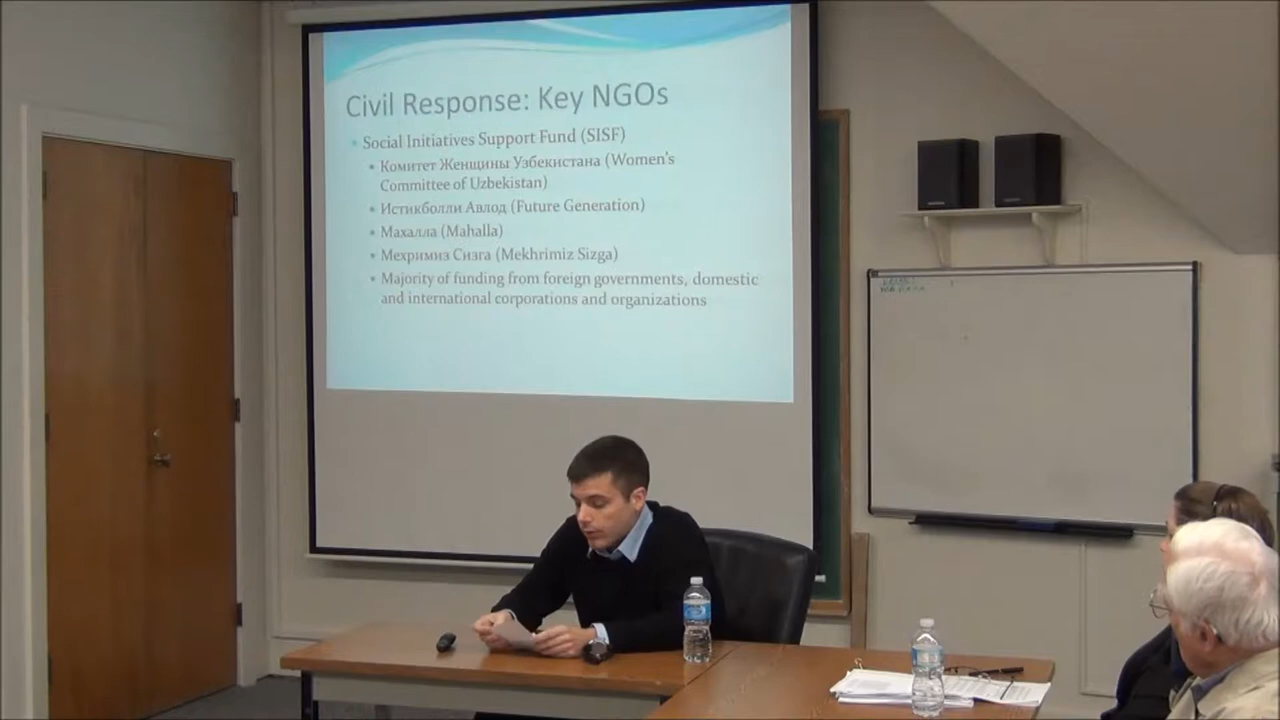 Civil Response: Key NGOs
Social Initiatives Support Fund (SISF)
Комитет Женщины Узбекистана (Women's
Committee of Uzbekistan)
Истикболли Авлод (Future Generation)
Махалла (Mahalla)
Мехримиз Сизга (Mekhrimiz Sizga)
Majority of funding from foreign governments, domestic
and international corporations and organizations